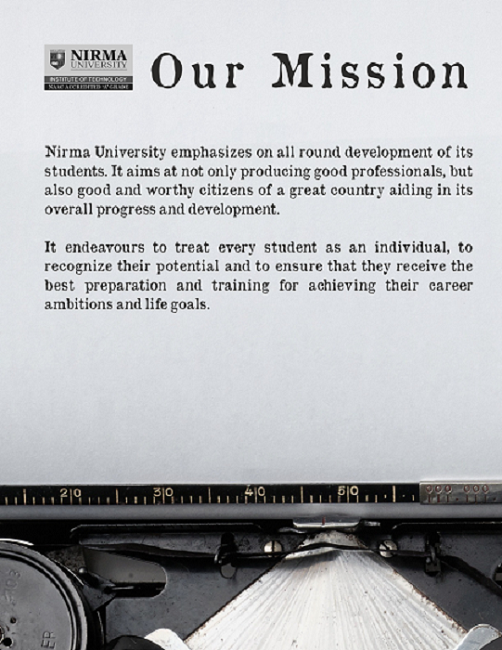 NIRMA
UNIVERSITY
INSTITUTE OF TECHNOLOGY
NAAC ACCREDITED 'A' GRADE
Our Mission
Nirma University emphasizes on all round development of its
students. It aims at not only producing good professionals, but
also good and worthy citizens of a great country aiding in its
overall progress and development.
It endeavours to treat every student as an individual, to
recognize their potential and to ensure that they receive the
best preparation and training for achieving their career
ambitions and life goals.
20 30 40 50